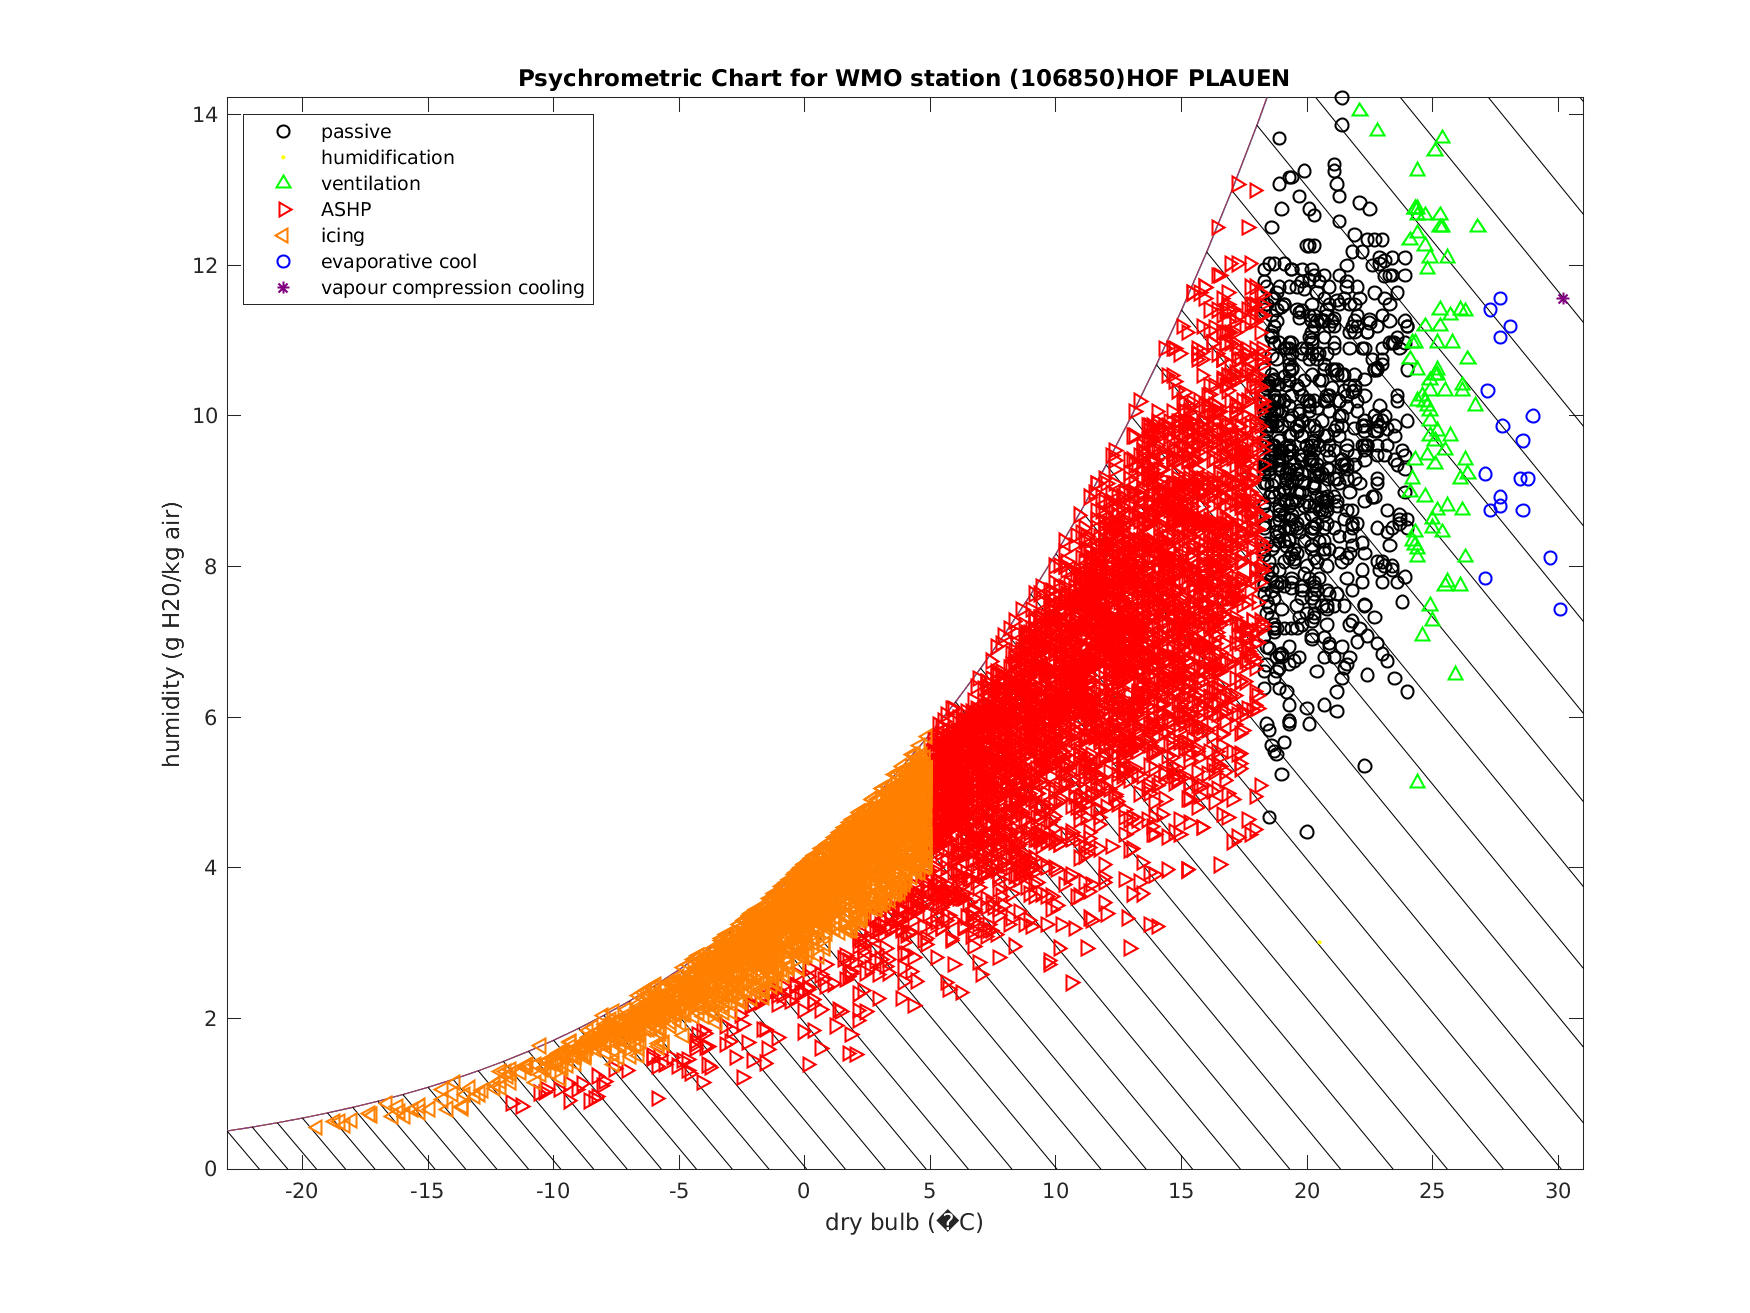 Psychrometric Chart for WMO station (106850)HOF PLAUEN
passive
humidification
ventilation
ASHP
icing
evaporative cool
vapour compression cooling
humidity (g H20/kg air)
14
12
10
8
6
4
2
0
-20 -15 -10 -5 0 5 10 15 20 25 30
dry bulb (�C)